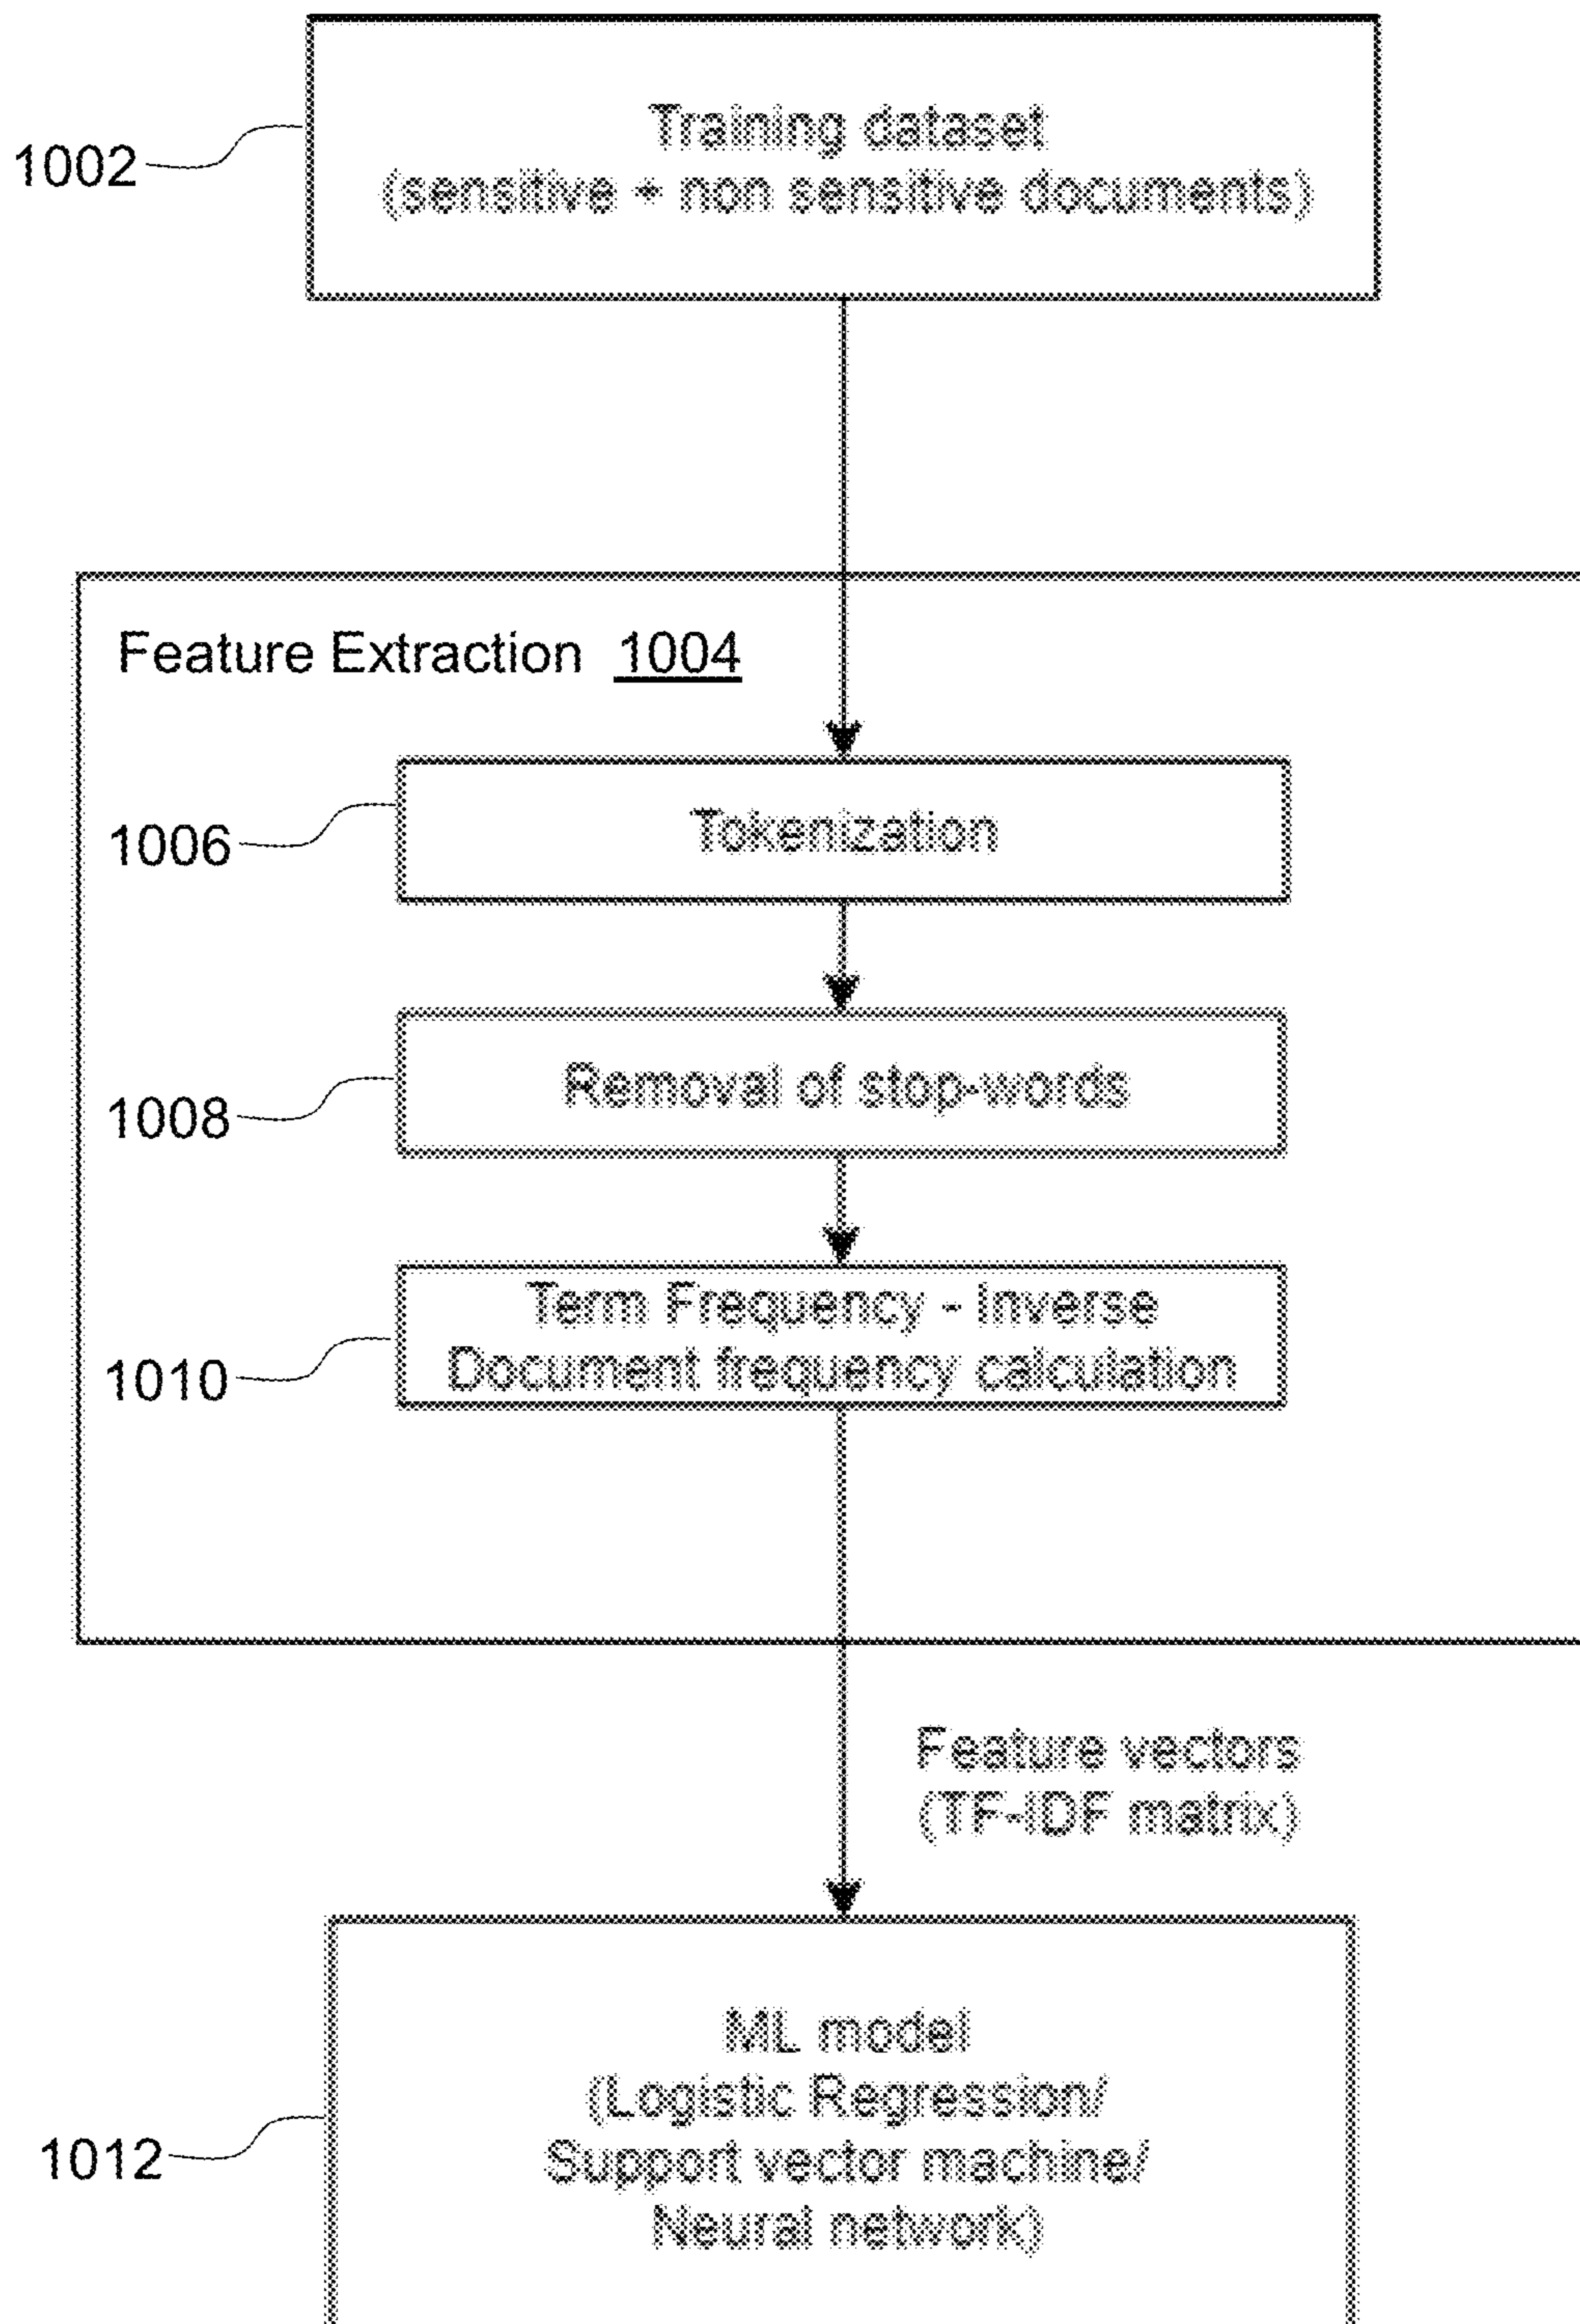 Training dataset
1002
(sensitive + non sensitive documents)
Feature Extraction 1004
Tokenization
1006
Removal of stop-words
1008
Term Frequency - Inverse
Document frequency calculation
1010
Feature vectors
(TF-IDF matrix)
ML model
(Logistic Regression/
Support vector machine/
1012
Neural network)